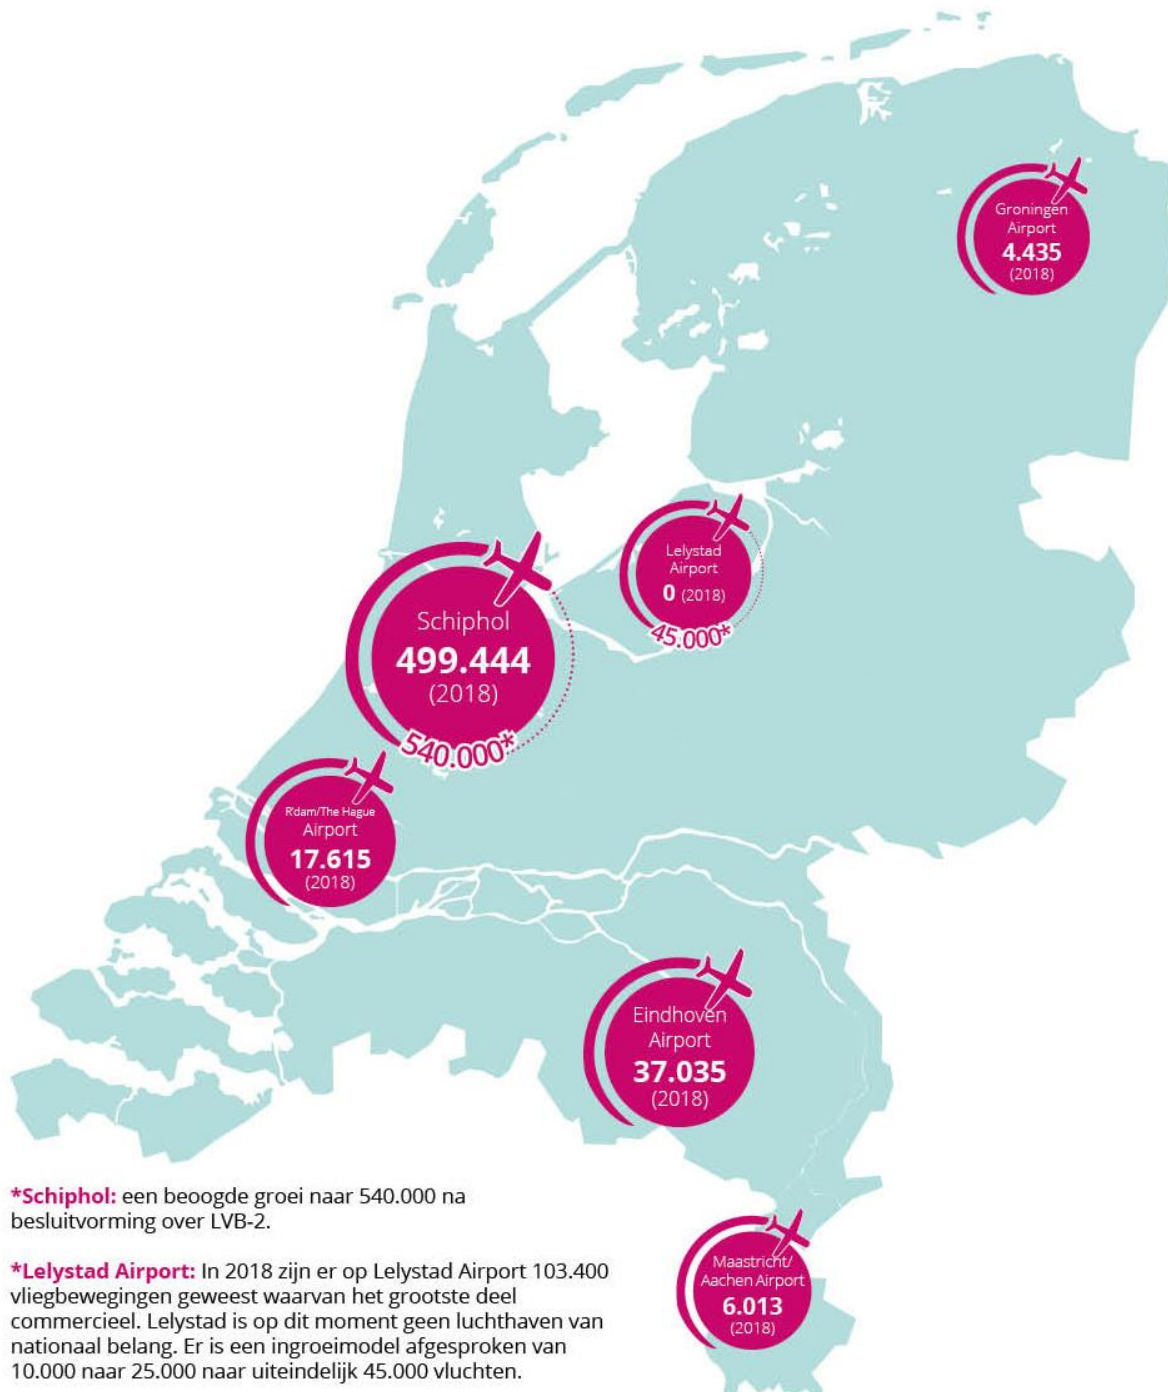 Groningen
Airport
4.435
(2018)
Lelystad
Airport
0 (2018)
45.000*
Schiphol
499.444
(2018)
540.000*
R'dam/The Hague
Airport
17.615
(2018)
Eindhoven
Airport
37.035
(2018)
*Schiphol: een beoogde groei naar 540.000 na
besluitvorming over LVB-2.
*Lelystad Airport: In 2018 zijn er op Lelystad Airport 103.400
vliegbewegingen geweest waarvan het grootste deel
commercieel. Lelystad is op dit moment geen luchthaven van
nationaal belang. Er is een ingroeimodel afgesproken van
10.000 naar 25.000 naar uiteindelijk 45.000 vluchten.
Maastricht/
Aachen Airport
6.013
(2018)